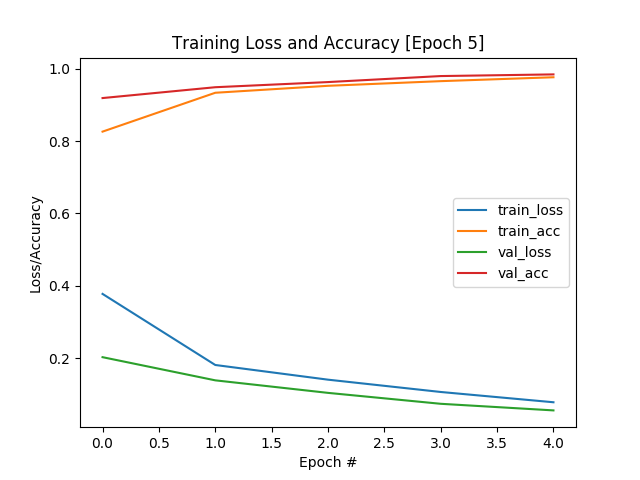 Training Loss and Accuracy [Epoch 5]
1.0
0.8
0.6
0.4
0.2
Loss/Accuracy
train_loss
train_acc
val_loss
val_acc
0.0 0.5 1.0 1.5 2.0 2.5 3.0 3.5 4.0
Epoch #